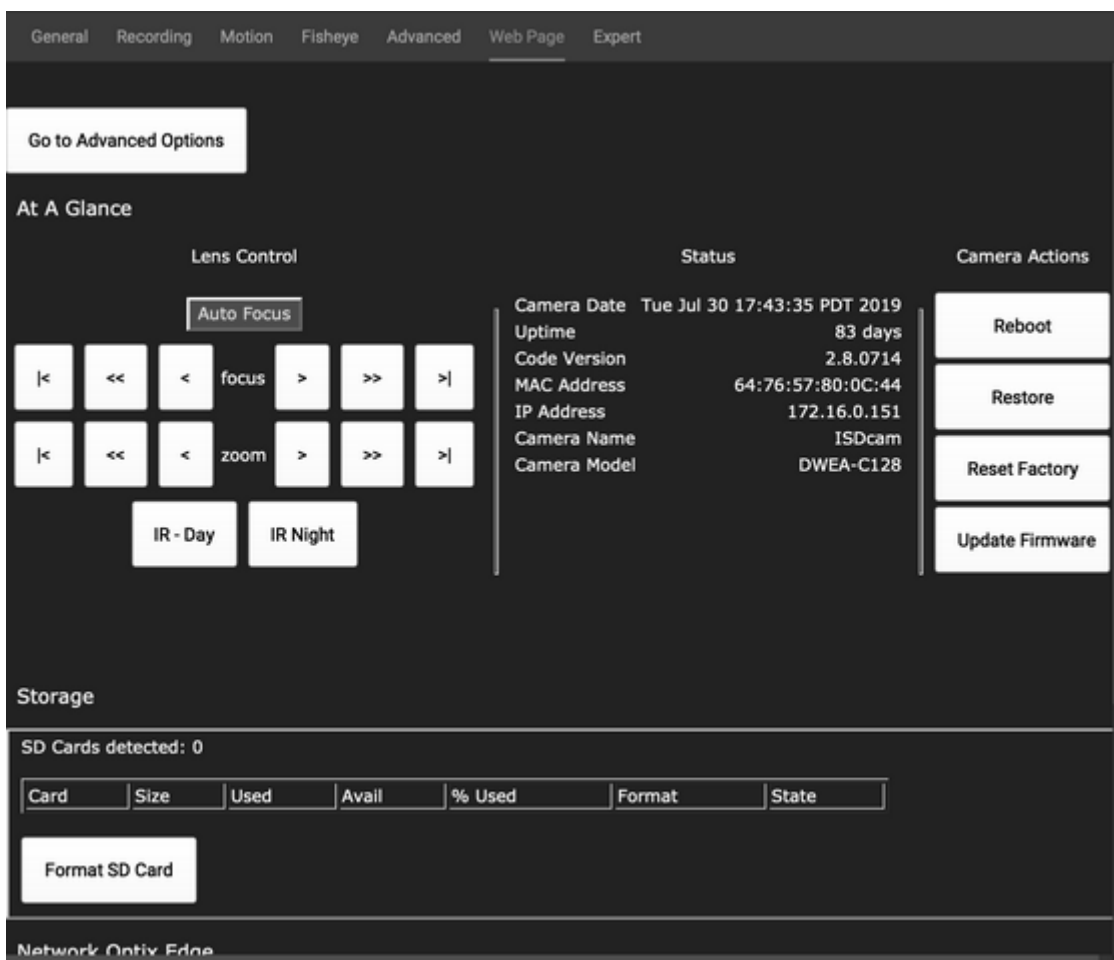 General Recording Motion Fisheye Advanced Web Page Expert
Go to Advanced Options
At A Glance
Lens Control
Auto Focus
|< << < focus > >> >|
|< << < zoom > >> >|
IR - Day IR Night
Status
Camera Date Tue Jul 30 17:43:35 PDT 2019
Uptime 83 days
Code Version 2.8.0714
MAC Address 64:76:57:80:0C:44
IP Address 172.16.0.151
Camera Name ISDcam
Camera Model DWEA-C128
Camera Actions
Reboot
Restore
Reset Factory
Update Firmware
Storage
SD Cards detected: 0
Card Size Used Avail % Used Format State
Format SD Card
Network Optix Edge